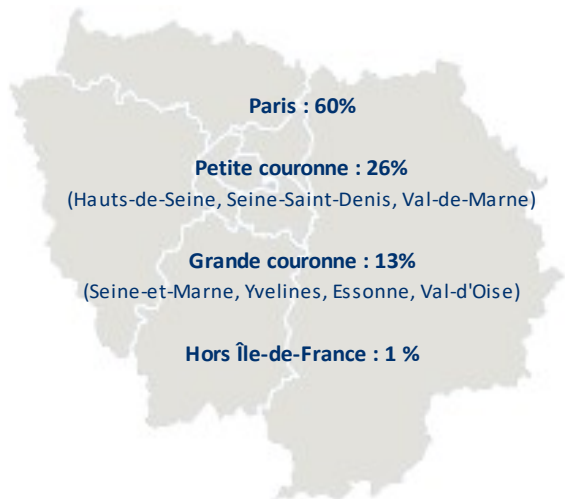 Paris : 60%
Petite couronne : 26%
(Hauts-de-Seine, Seine-Saint-Denis, Val-de-Marne)
Grande couronne : 13%
(Seine-et-Marne, Yvelines, Essonne, Val-d'Oise)
Hors Île-de-France : 1 %